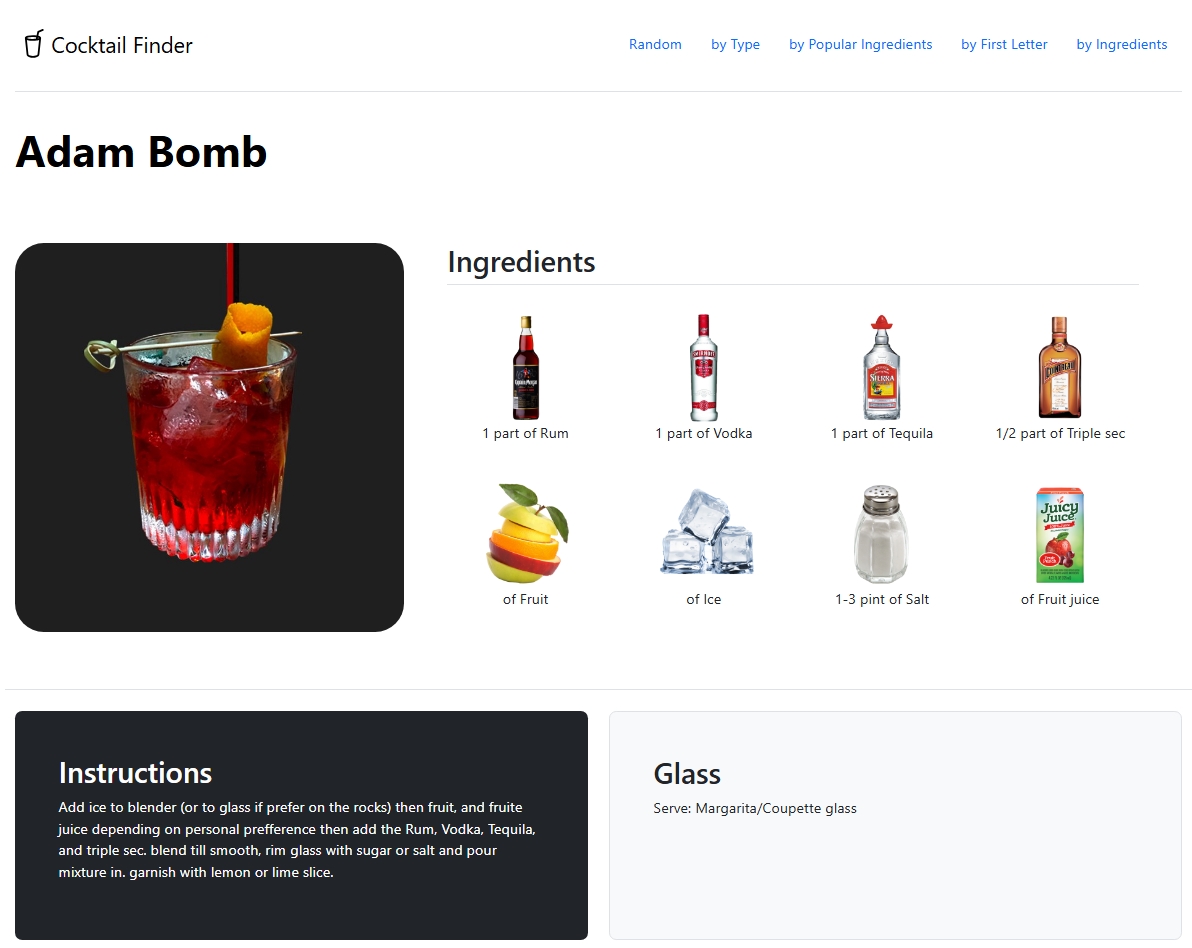 Cocktail Finder
Random by Type by Popular Ingredients by First Letter by Ingredients
Adam Bomb
Ingredients
SMIRNOFF
SIERRA
COINTREAU
1 part of Rum
1 part of Vodka
1 part of Tequila
1/2 part of Triple sec
Juicy
Juice
of Fruit
of Ice
1-3 pint of Salt
of Fruit juice
Instructions
Add ice to blender (or to glass if prefer on the rocks) then fruit, and fruite
juice depending on personal prefference then add the Rum, Vodka, Tequila,
and triple sec. blend till smooth, rim glass with sugar or salt and pour
mixture in. garnish with lemon or lime slice.
Glass
Serve: Margarita/Coupette glass